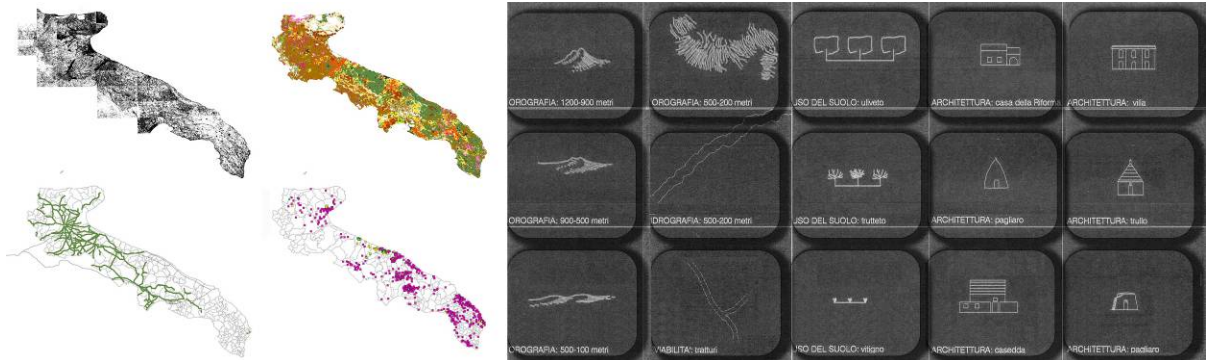 OROGRAFIA: 1200-900 metri
OROGRAFIA: 500-200 metri
USO DEL SUOLO: uliveto
ARCHITETTURA: casa della Riforma
ARCHITETTURA: villa
OROGRAFIA: 900-500 metri
IDROGRAFIA: 500-200 metri
USO DEL SUOLO: frutteto
ARCHITETTURA: pagliaro
ARCHITETTURA: trullo
OROGRAFIA: 500-100 metri
VIABILITA': tratturi
USO DEL SUOLO: vitigno
ARCHITETTURA: casedda
ARCHITETTURA: pagliaro